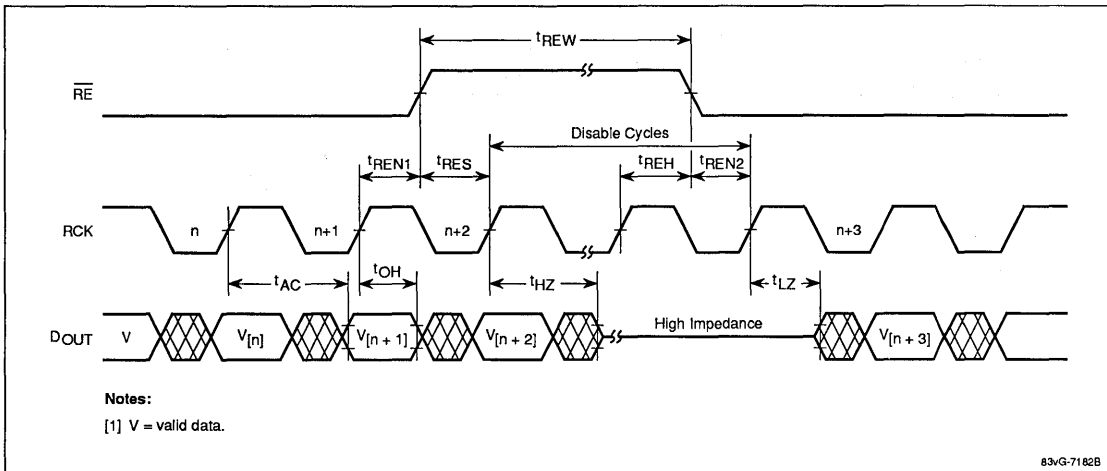 tREW
RE
Disable Cycles
tREN1 tRES tREH tREN2
RCK n n+1 n+2 n+3
tAC tOH tHZ tLZ
DOUT V V[n] V[n + 1] V[n + 2] High Impedance V[n + 3]
Notes:
[1] V = valid data.
83vG-7182B